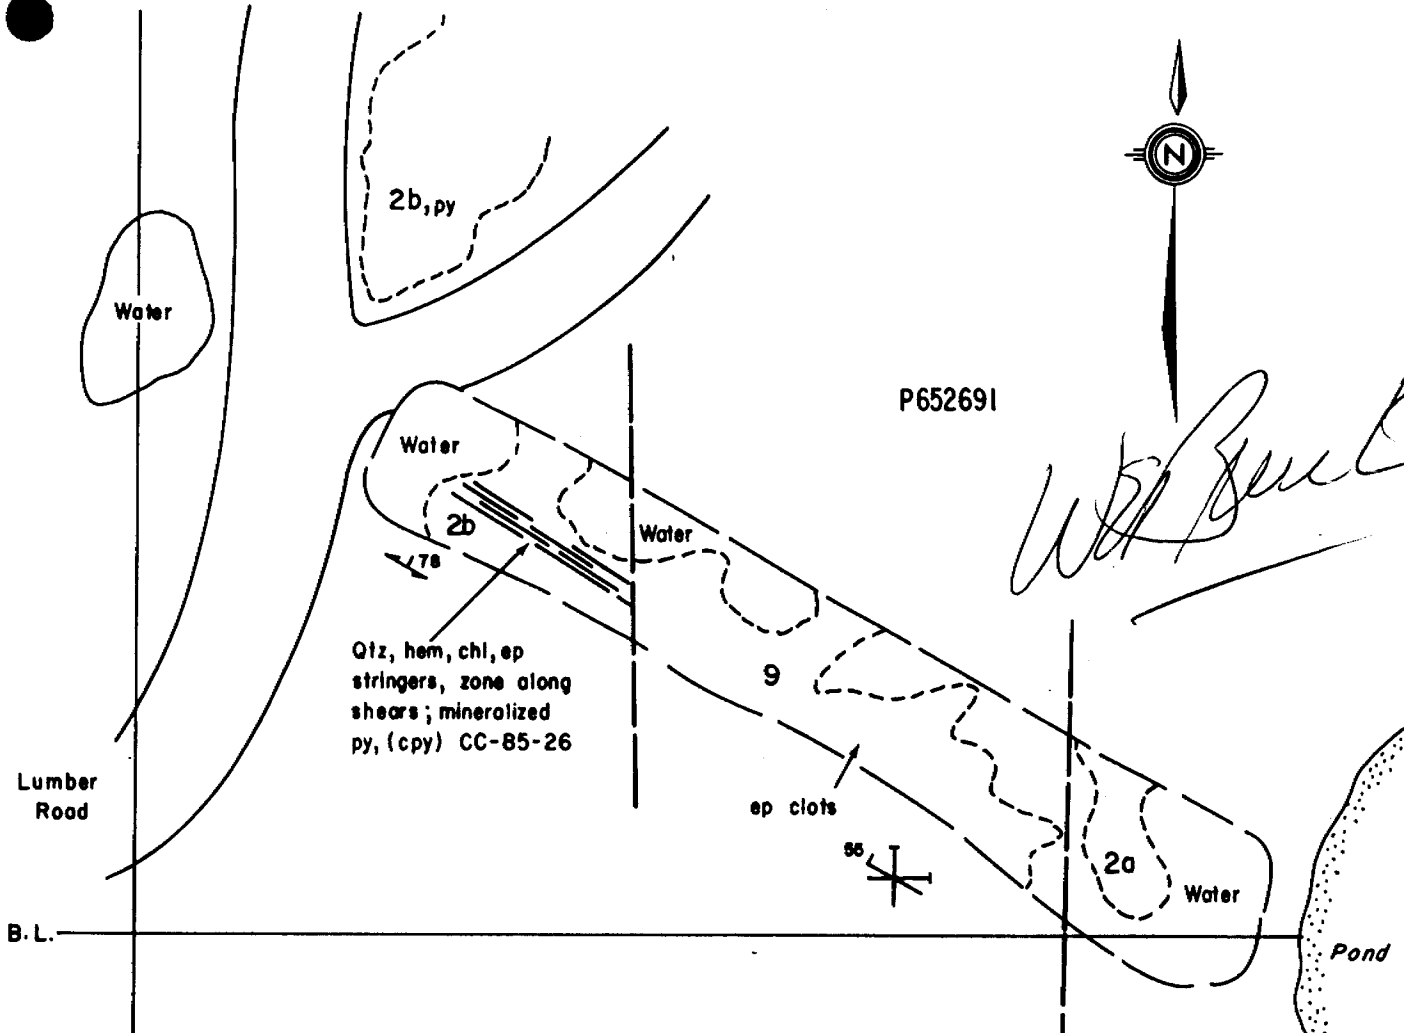 N
2b, py
Water
P652691
Water
2b
Water
78
Qtz, hem, chl, ep
stringers, zone along
shears; mineralized
py, (cpy) CC-85-26
9
ep clots
Lumber
Road
55
2a
Water
B.L.
Pond